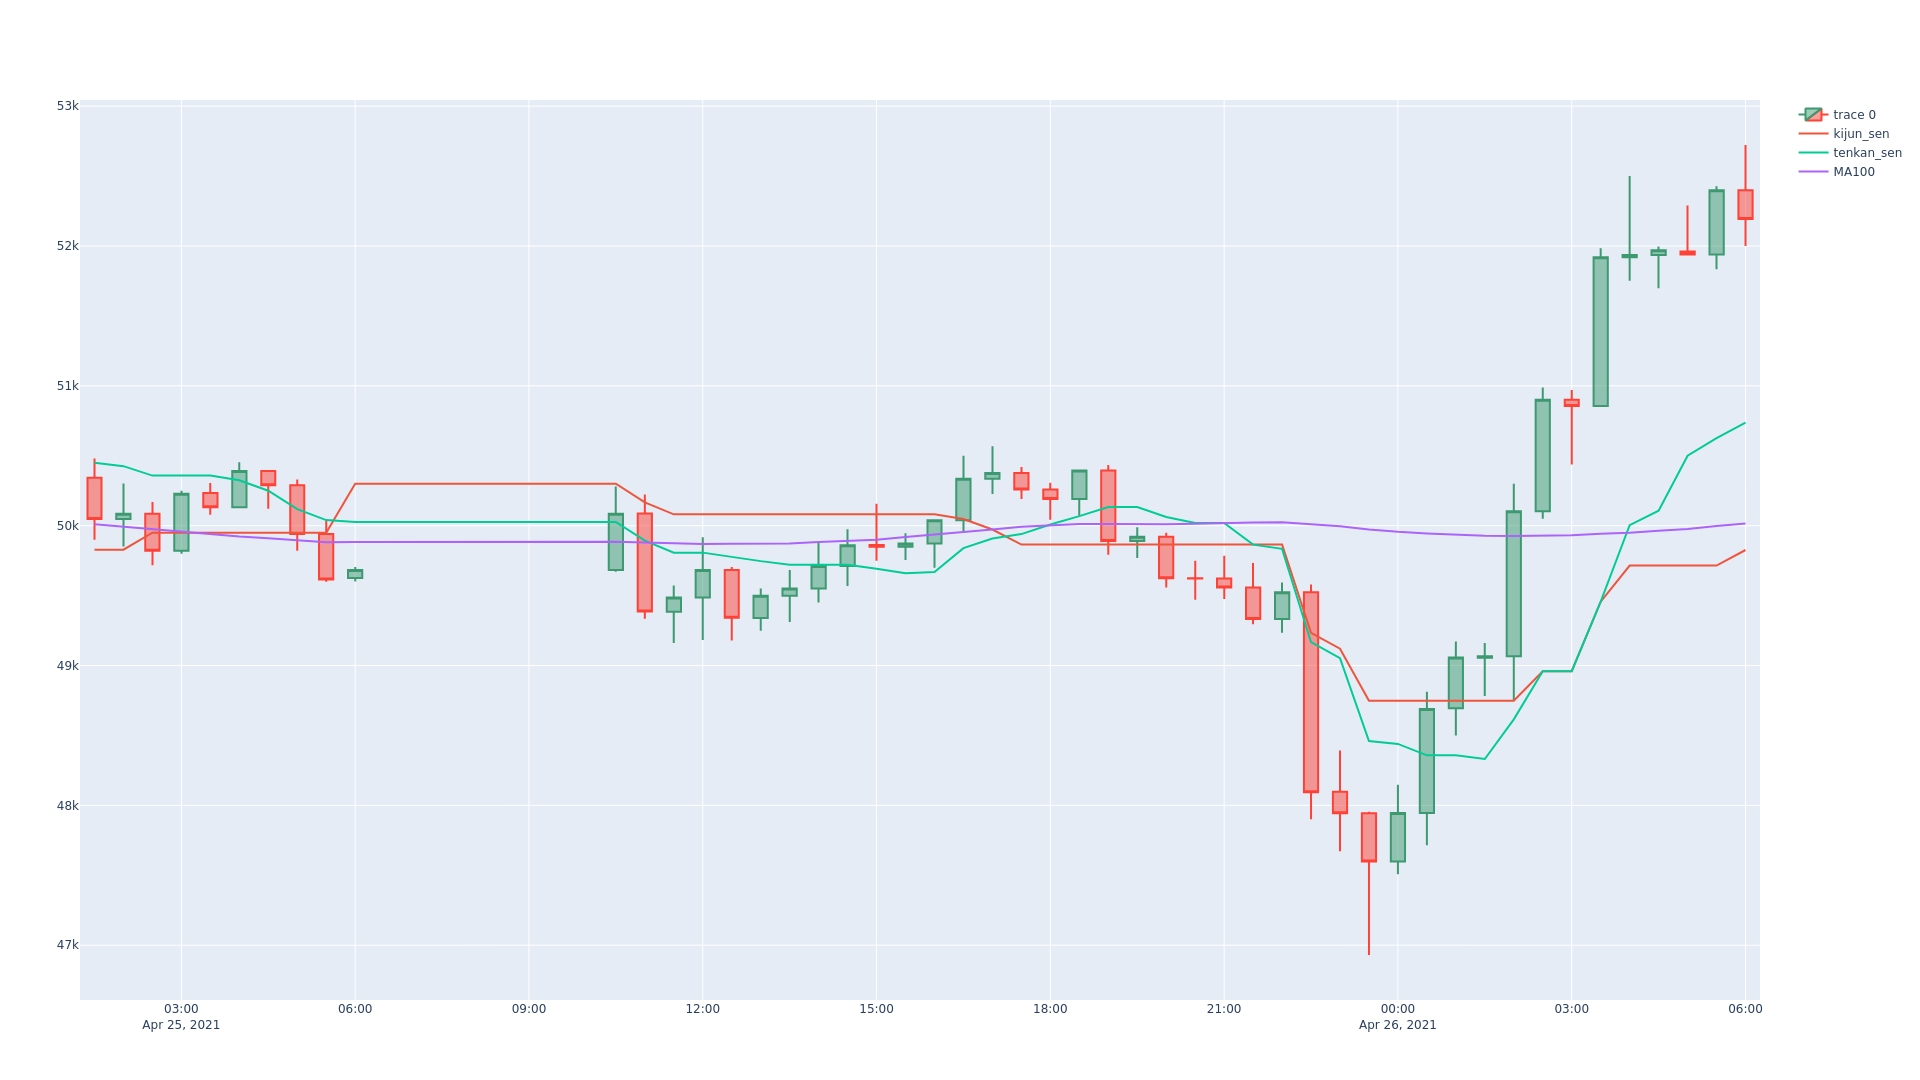 53k
52k
51k
50k
49k
48k
47k
03:00
Apr 25, 2021
06:00
09:00
12:00
15:00
18:00
21:00
00:00
Apr 26, 2021
03:00
06:00
trace 0
kijun_sen
tenkan_sen
MA100